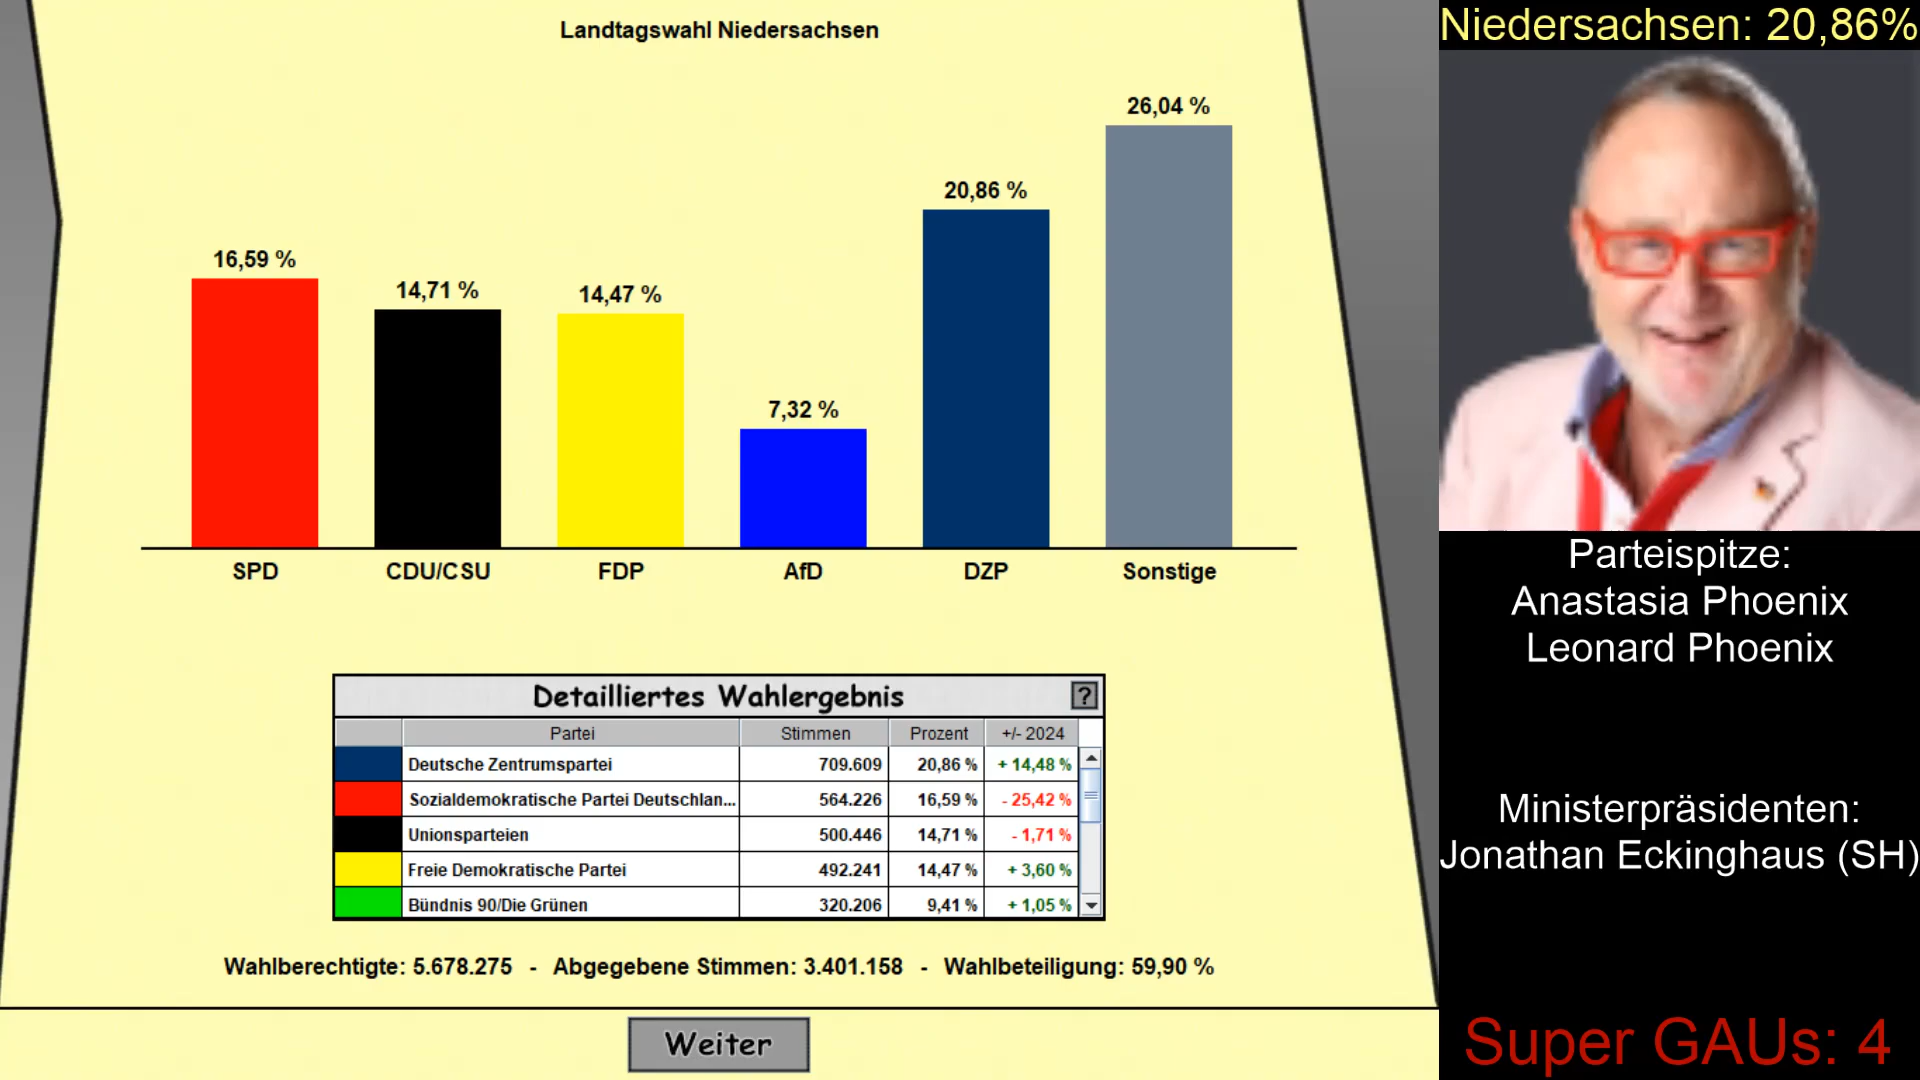 Landtagswahl Niedersachsen
26,04 %
20,86 %
16,59 %
14,71 %
14,47 %
7,32 %
SPD CDU/CSU FDP AfD DZP Sonstige
Detailliertes Wahlergebnis ?
Partei Stimmen Prozent +/- 2024
Deutsche Zentrumspartei 709.609 20,86 % + 14,48 %
Sozialdemokratische Partei Deutschlan... 564.226 16,59 % - 25,42 %
Unionsparteien 500.446 14,71 % - 1,71 %
Freie Demokratische Partei 492.241 14,47 % + 3,60 %
Bündnis 90/Die Grünen 320.206 9,41 % + 1,05 %
Wahlberechtigte: 5.678.275 - Abgegebene Stimmen: 3.401.158 - Wahlbeteiligung: 59,90 %
Weiter
Niedersachsen: 20,86%
Parteispitze:
Anastasia Phoenix
Leonard Phoenix
Ministerpräsidenten:
Jonathan Eckinghaus (SH)
Super GAUs: 4